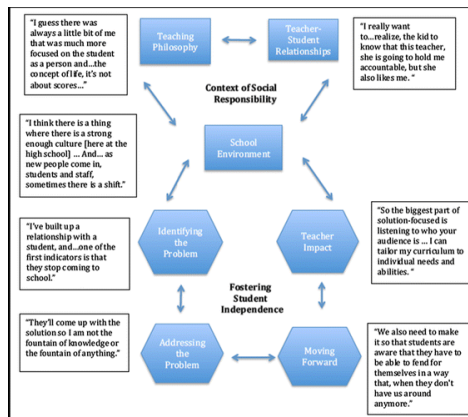 "I guess there was
always a little bit of me
that was much more
focused on the student
as a person and...the
concept of life, it's not
about scores..."
Teaching
Philosophy
Teacher-
Student
Relationships
"I really want
to...realize, the kid to
know that this teacher,
she is going to hold me
accountable, but she
also likes me. "
Context of Social
Responsibility
"I think there is a thing
where there is a strong
enough culture [here at the
high school] ... And... as
new people come in,
students and staff,
sometimes there is a shift."
School
Environment
"I've built up a
relationship with a
student, and...one of the
first indicators is that
they stop coming to
school."
Identifying
the
Problem
Teacher
Impact
"So the biggest part of
solution-focused is
listening to who your
audience is ... I can
tailor my curriculum to
individual needs and
abilities. "
Fostering
Student
Independence
"They'll come up with the
solution so I am not the
fountain of knowledge or
the fountain of anything."
Addressing
the
Problem
Moving
Forward
"We also need to make
it so that students are
aware that they have to
be able to fend for
themselves in a way
that, when they don't
have us around
anymore."